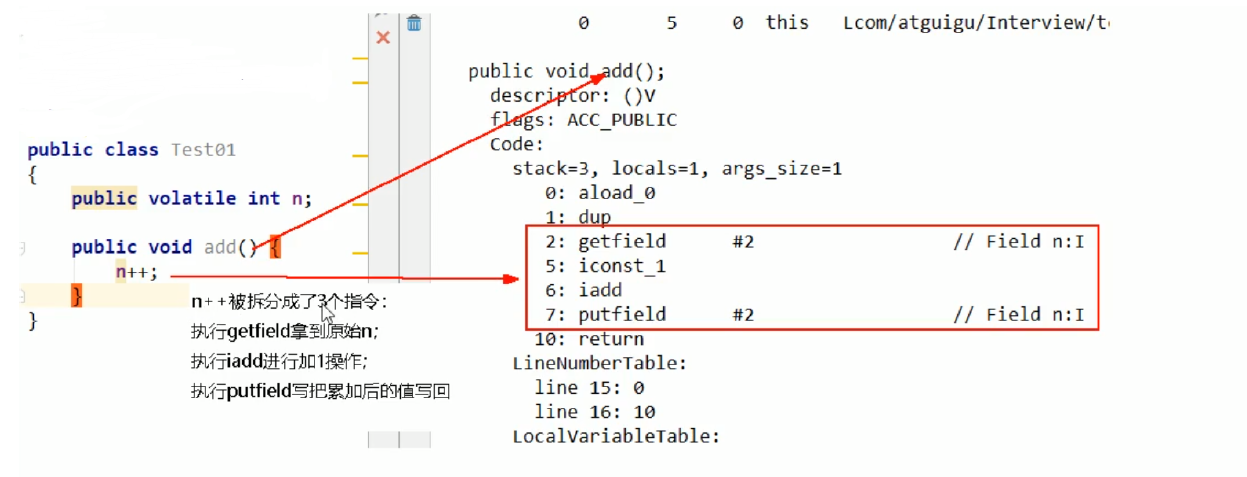 public class Test01
{
public volatile int n;
public void add() {
n++;
}
}
n++被拆分成了3个指令:
执行getfield拿到原始n;
执行iadd进行加1操作;
执行putfield写把累加后的值写回
0 5 0 this Lcom/atguigu/Interview/t
public void add();
descriptor: ()V
flags: ACC_PUBLIC
Code:
stack=3, locals=1, args_size=1
0: aload_0
1: dup
2: getfield #2 // Field n:I
5: iconst_1
6: iadd
7: putfield #2 // Field n:I
10: return
LineNumberTable:
line 15: 0
line 16: 10
LocalVariableTable: